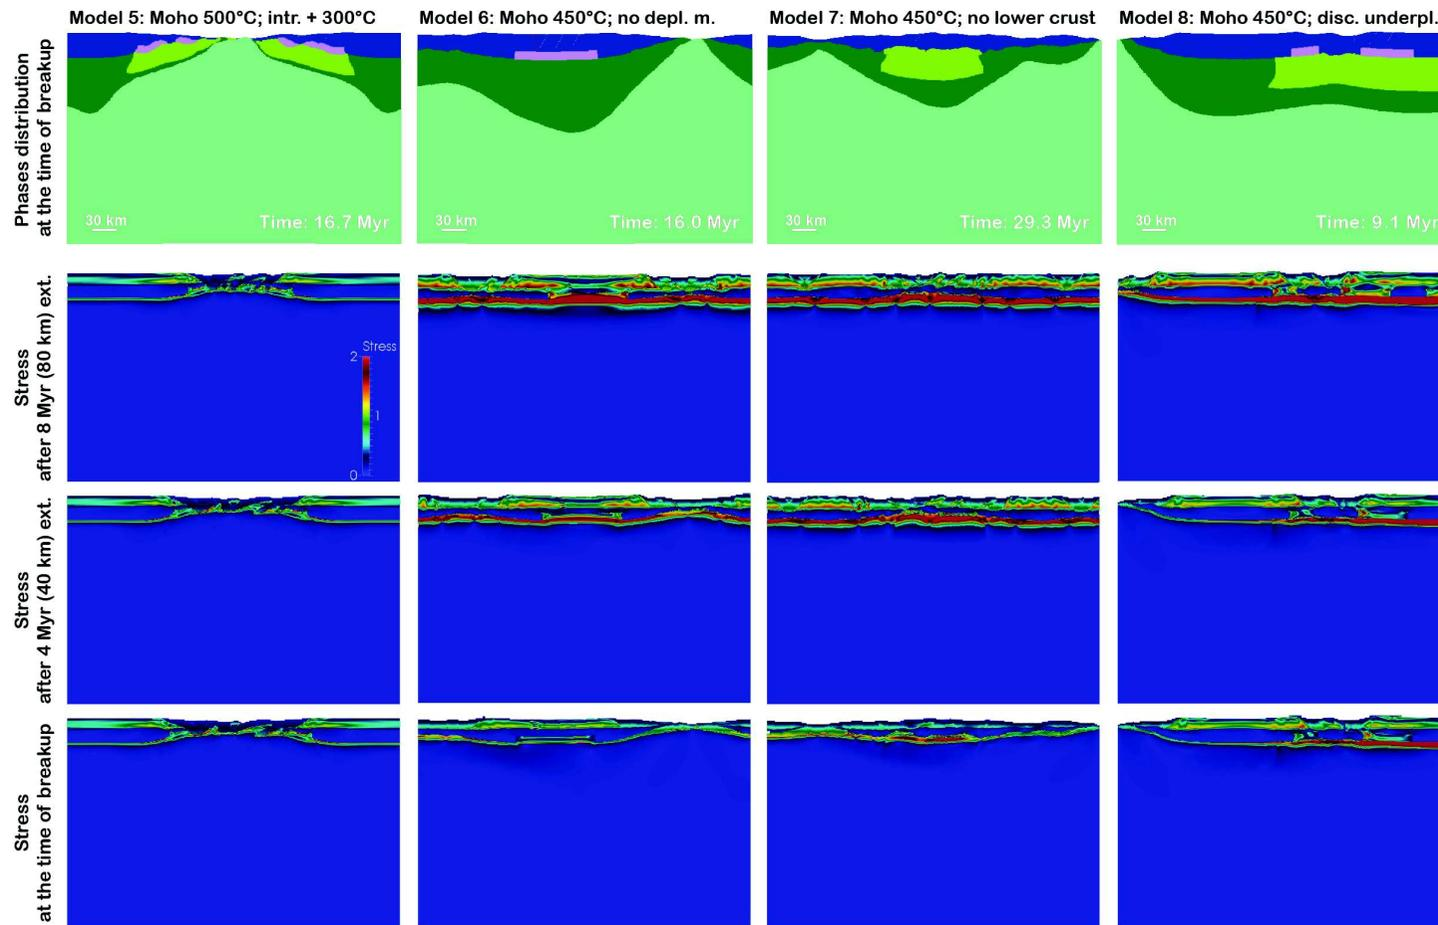 Model 5: Moho 500°C; intr. + 300°C
Model 6: Moho 450°C; no depl. m.
Model 7: Moho 450°C; no lower crust
Model 8: Moho 450°C; disc. underpl.
Phases distribution
at the time of breakup
30 km
Time: 16.7 Myr
30 km
Time: 16.0 Myr
30 km
Time: 29.3 Myr
30 km
Time: 9.1 Myr
Stress
after 8 Myr (80 km) ext.
Stress
2
1
0
Stress
after 4 Myr (40 km) ext.
Stress
at the time of breakup